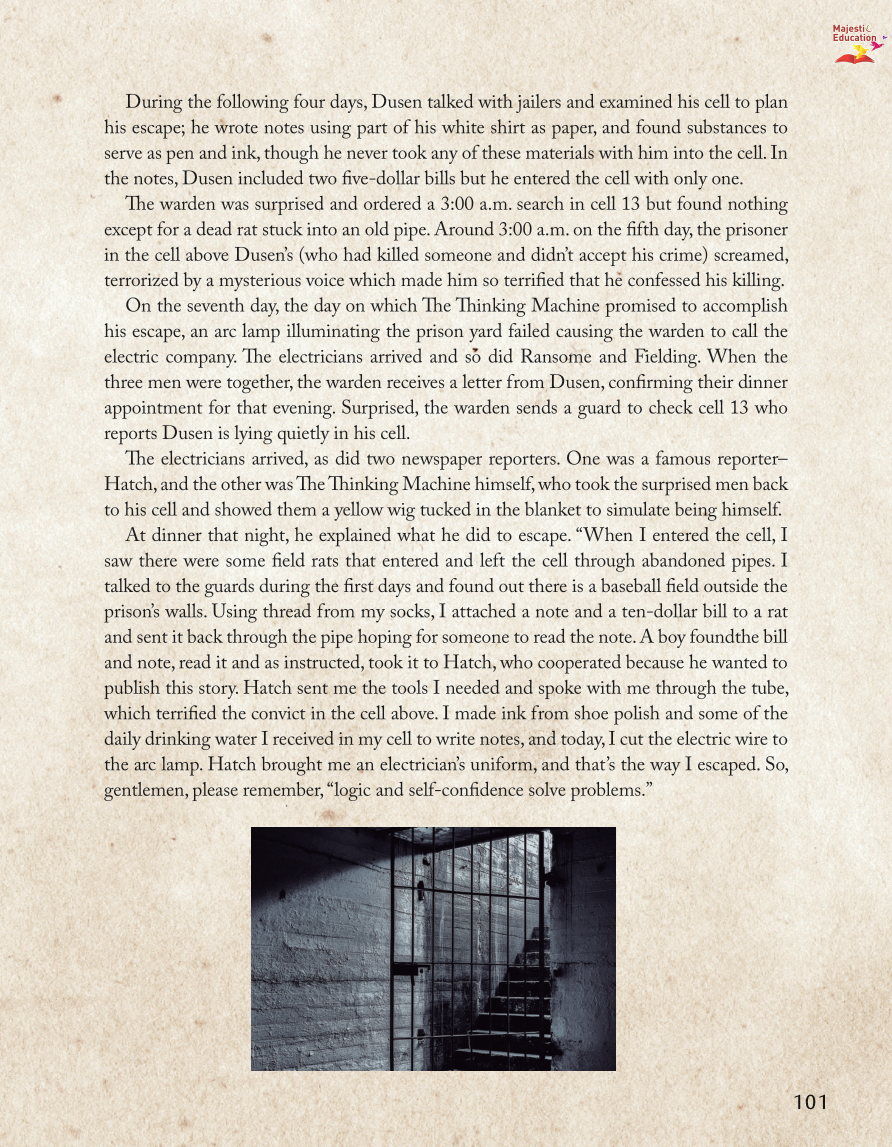 Majesti
Education
During the following four days, Dusen talked with jailers and examined his cell to plan
his escape; he wrote notes using part of his white shirt as paper, and found substances to
serve as pen and ink, though he never took any of these materials with him into the cell. In
the notes, Dusen included two five-dollar bills but he entered the cell with only one.
The warden was surprised and ordered a 3:00 a.m. search in cell 13 but found nothing
except for a dead rat stuck into an old pipe. Around 3:00 a.m. on the fifth day, the prisoner
in the cell above Dusen’s (who had killed someone and didn’t accept his crime) screamed,
terrorized by a mysterious voice which made him so terrified that he confessed his killing.
On the seventh day, the day on which The Thinking Machine promised to accomplish
his escape, an arc lamp illuminating the prison yard failed causing the warden to call the
electric company. The electricians arrived and so did Ransome and Fielding. When the
three men were together, the warden receives a letter from Dusen, confirming their dinner
appointment for that evening. Surprised, the warden sends a guard to check cell 13 who
reports Dusen is lying quietly in his cell.
The electricians arrived, as did two newspaper reporters. One was a famous reporter–
Hatch, and the other was The Thinking Machine himself, who took the surprised men back
to his cell and showed them a yellow wig tucked in the blanket to simulate being himself.
At dinner that night, he explained what he did to escape. “When I entered the cell, I
saw there were some field rats that entered and left the cell through abandoned pipes. I
talked to the guards during the first days and found out there is a baseball field outside the
prison’s walls. Using thread from my socks, I attached a note and a ten-dollar bill to a rat
and sent it back through the pipe hoping for someone to read the note. A boy foundthe bill
and note, read it and as instructed, took it to Hatch, who cooperated because he wanted to
publish this story. Hatch sent me the tools I needed and spoke with me through the tube,
which terrified the convict in the cell above. I made ink from shoe polish and some of the
daily drinking water I received in my cell to write notes, and today, I cut the electric wire to
the arc lamp. Hatch brought me an electrician’s uniform, and that’s the way I escaped. So,
gentlemen, please remember, “logic and self-confidence solve problems.”
101